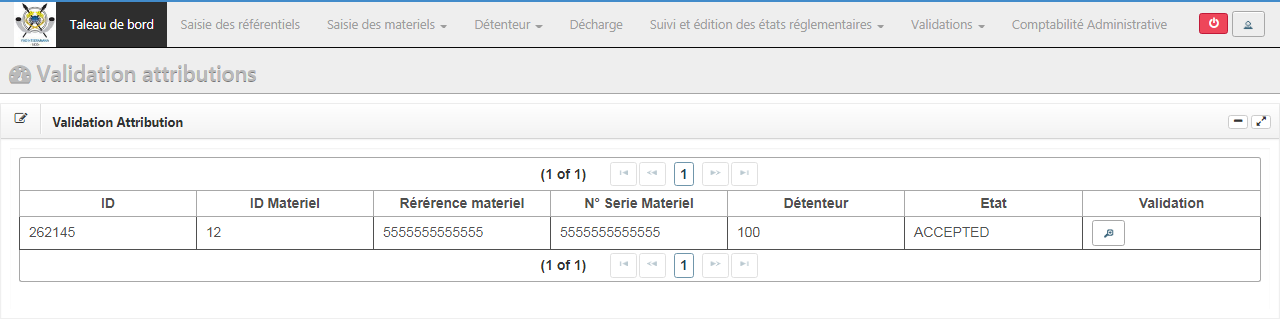 Taleau de bord Saisie des référentiels Saisie des materiels Détenteur Décharge Suivi et édition des états réglementaires Validations Comptabilité Administrative
Validation attributions
Validation Attribution
(1 of 1) 1
ID ID Materiel Rérérence materiel N° Serie Materiel Détenteur Etat Validation
262145 12 5555555555555 5555555555555 100 ACCEPTED
(1 of 1) 1